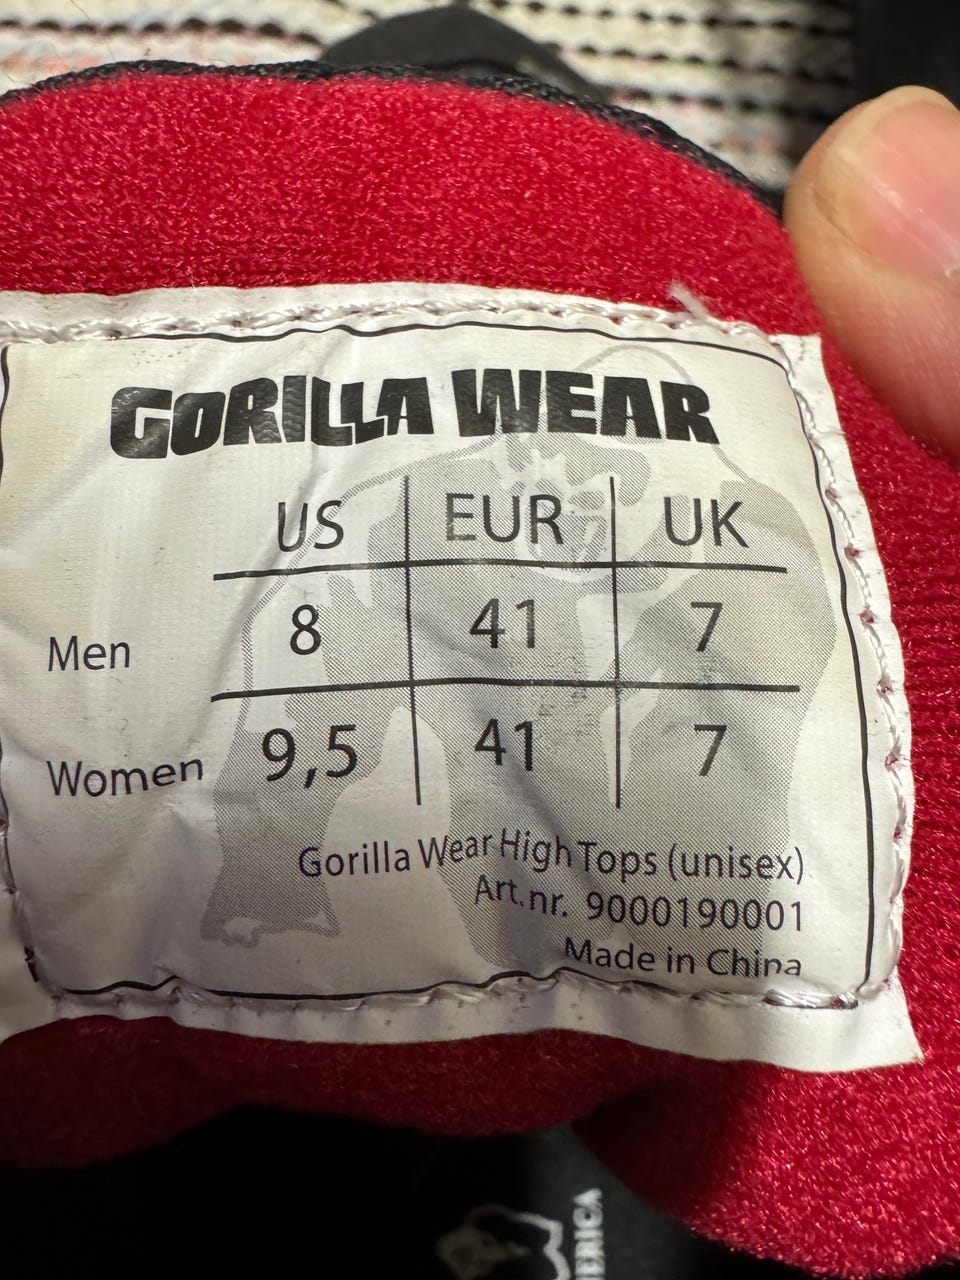 GORILLA WEAR
US EUR UK
Men 8 41 7
Women 9,5 41 7
Gorilla Wear High Tops (unisex)
Art.nr. 9000190001
Made in China